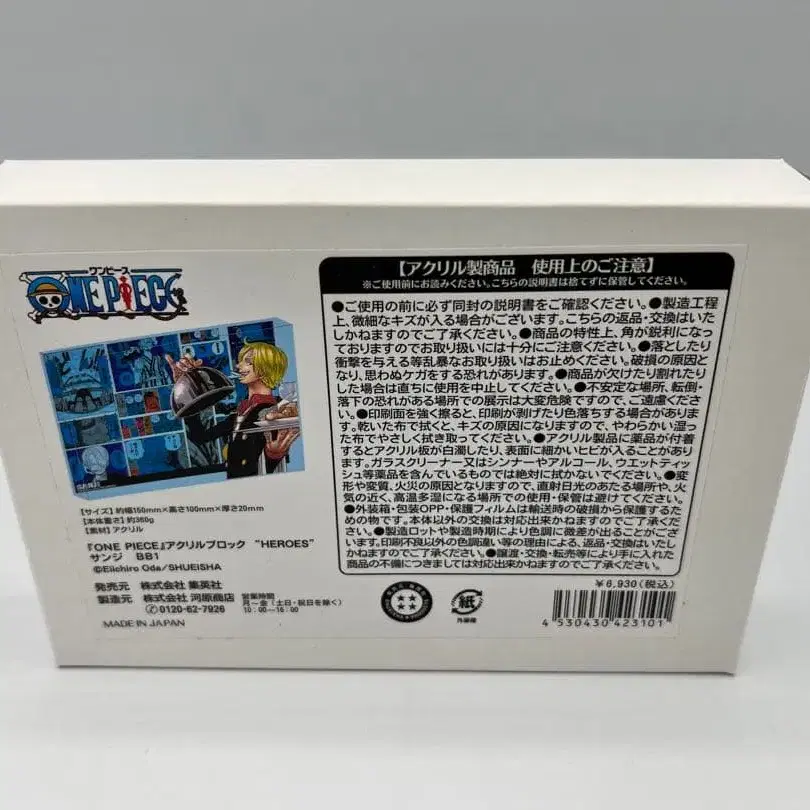 ワンピース
ONE PIECE
【サイズ】約幅150mm×高さ100mm×厚さ20mm
【本体重さ】約360g
【素材】アクリル
『ONE PIECE』アクリルブロック "HEROES"
サンジ BB1
©Eiichiro Oda/SHUEISHA
発売元 株式会社 集英社
製造元 株式会社 河原商店
0120-62-7926
営業時間
月～金（土日・祝日を除く）
10：00～16：00
MADE IN JAPAN
【アクリル製商品 使用上のご注意】
※ご使用前にお読みください。こちらの説明書は捨てずに保管してください。
●ご使用の前に必ず同封の説明書をご確認ください。●製造工程
上、微細なキズが入る場合がございます。こちらの返品・交換はいた
しかねますのでご了承ください。●商品の特性上、角が鋭利になっ
ておりますのでお取り扱いには十分にご注意ください。●落としたり
衝撃を与える等乱暴なお取り扱いはお止めください。破損の原因と
なり、思わぬケガをする恐れがあります。●商品が欠けたり割れたり
した場合は直ちに使用を中止してください。●不安定な場所、転倒・
落下の恐れがある場所での展示は大変危険ですので、ご遠慮くださ
い。●印刷面を強く擦ると、印刷が剥げたり色落ちする場合がありま
す。乾いた布で拭くと、キズの原因になりますので、やわらかい湿っ
た布でやさしく拭き取ってください。●アクリル製品に薬品が付着
するとアクリル板が白濁したり、表面に細かいヒビが入ることがあり
ます。ガラスクリーナー又はシンナーやアルコール、ウエットティッ
シュ等薬品を含んでいるものでは絶対に拭かないでください。●変
形や変質、火災の原因となりますので、直射日光のあたる場所や、火
気の近く、高温多湿になる場所での使用・保管は避けてください。
●外装箱・包装OPP・保護フィルムは輸送時の破損から保護するた
めの物です。本体以外の交換は対応出来かねますのでご了承くださ
い。●製造ロットや製造時期により色調に微差が出ることがござい
ます。印刷不良以外の色調違い等の理由による、返品・交換はいたし
かねますのでご了承ください。●譲渡・交換・転売等により手に入れた
商品の不備につきましては対応出来かねますのでご了承ください。
¥6,930（税込）
紙
外装箱
4 530430 423101